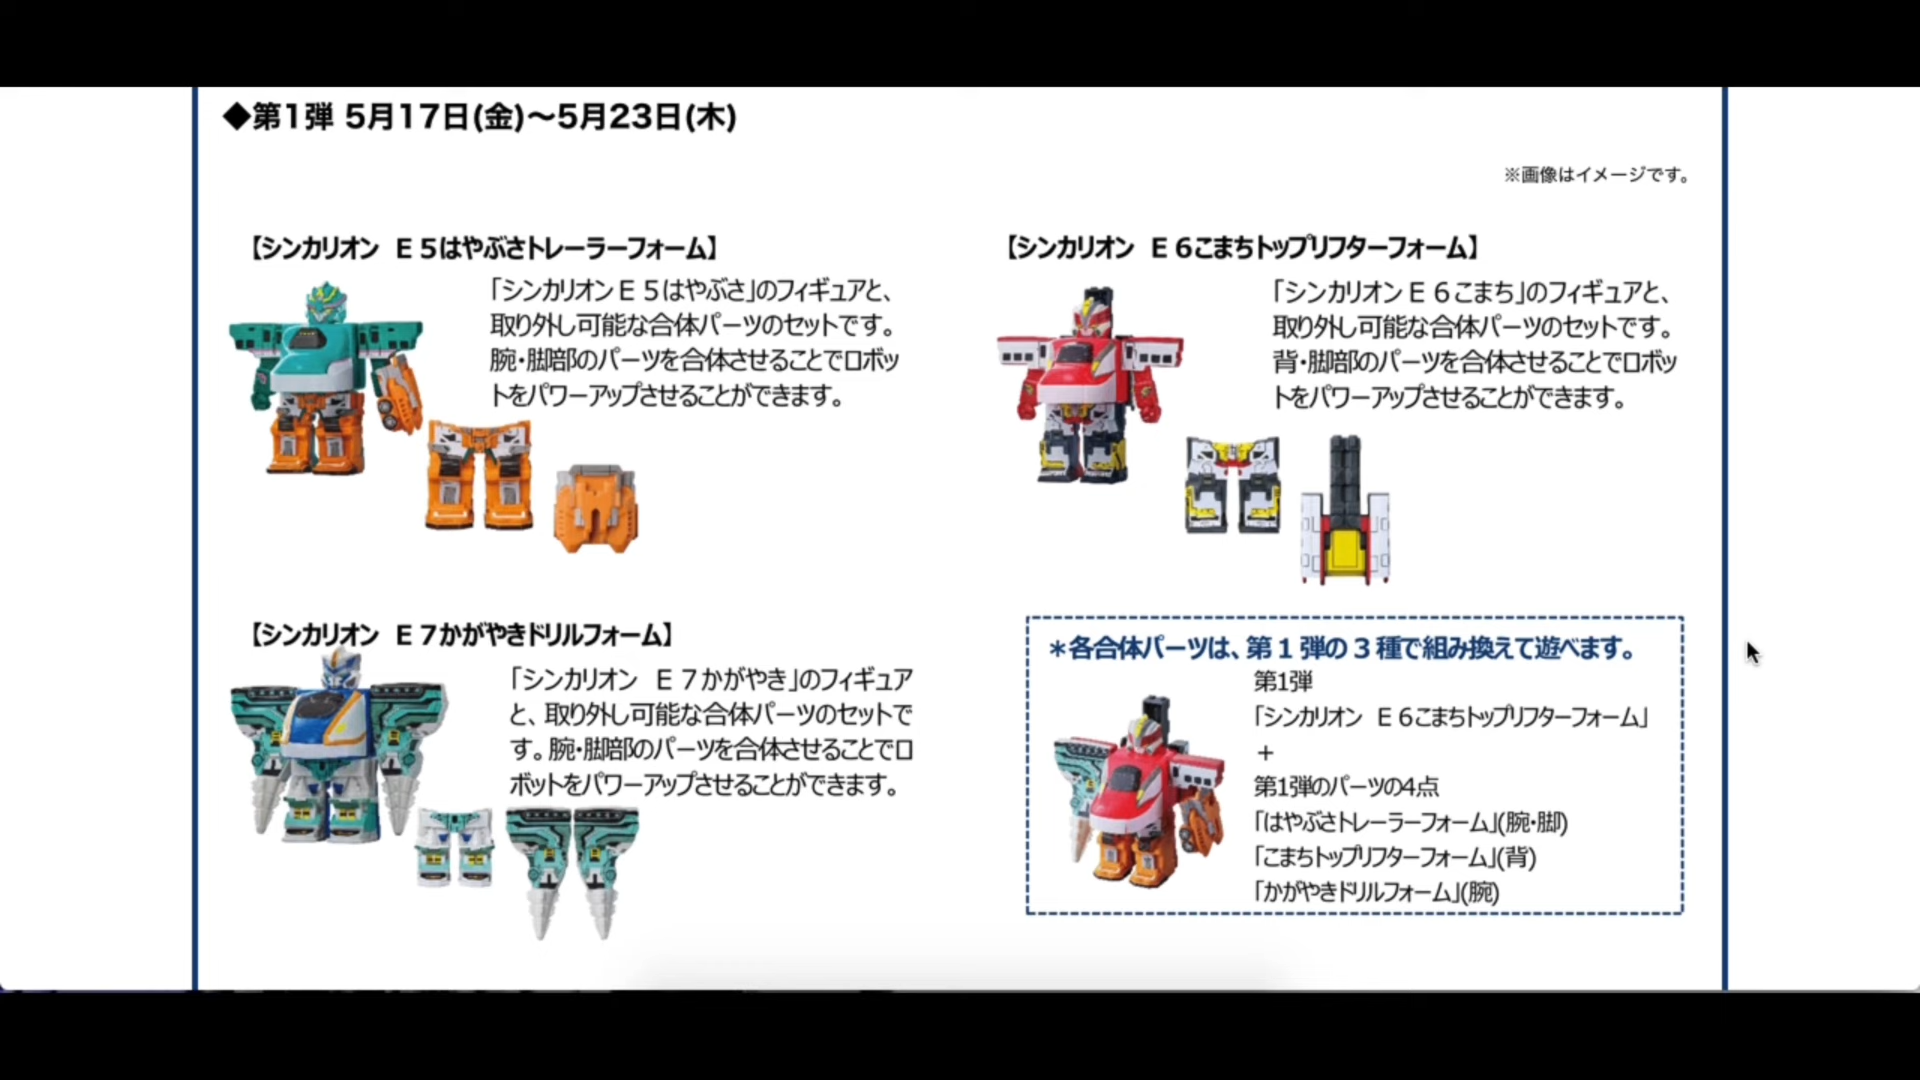 ◆第1弾 5月17日(金)〜5月23日(木)
※画像はイメージです。
【シンカリオン　Ｅ５はやぶさトレーラーフォーム】
「シンカリオンＥ５はやぶさ」のフィギュアと、
取り外し可能な合体パーツのセットです。
腕・脚部のパーツを合体させることでロボッ
トをパワーアップさせることができます。
【シンカリオン　Ｅ６こまちトップリフターフォーム】
「シンカリオンＥ６こまち」のフィギュアと、
取り外し可能な合体パーツのセットです。
背・脚部のパーツを合体させることでロボッ
トをパワーアップさせることができます。
【シンカリオン　Ｅ７かがやきドリルフォーム】
「シンカリオン　Ｅ７かがやき」のフィギュア
と、取り外し可能な合体パーツのセットで
す。腕・脚部のパーツを合体させることでロ
ボットをパワーアップさせることができます。
＊各合体パーツは、第１弾の３種で組み換えて遊べます。
第1弾
「シンカリオン　Ｅ６こまちトップリフターフォーム」
＋
第1弾のパーツの4点
「はやぶさトレーラーフォーム」(腕・脚)
「こまちトップリフターフォーム」(背)
「かがやきドリルフォーム」(腕)